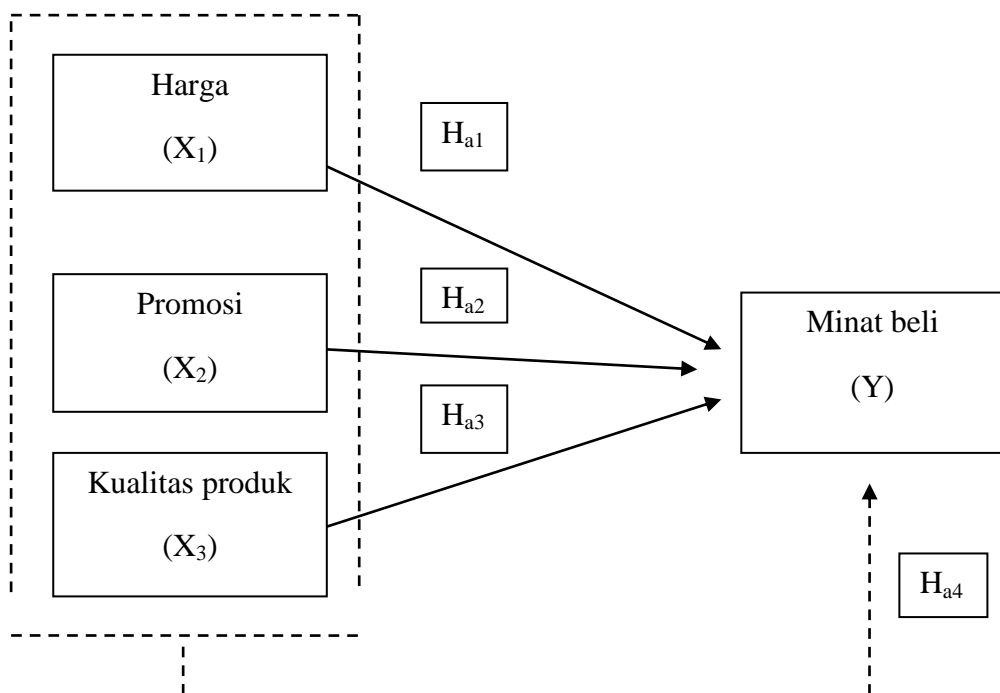 Harga
(X₁)
Hₐ₁
Promosi
(X₂)
Hₐ₂
Kualitas produk
(X₃)
Hₐ₃
Minat beli
(Y)
Hₐ₄